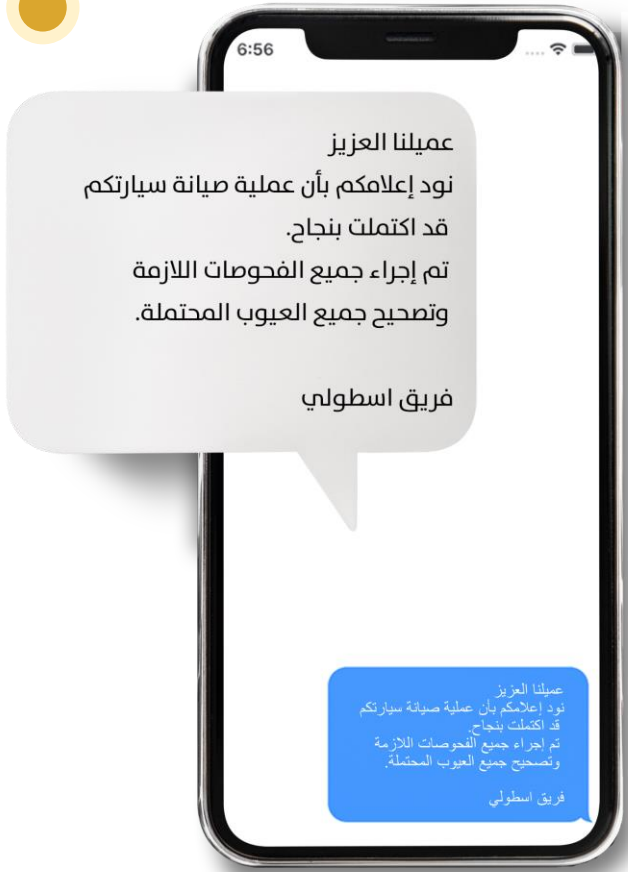 6:56
عميلنا العزيز
نود إعلامكم بأن عملية صيانة سيارتكم
قد اكتملت بنجاح.
تم إجراء جميع الفحوصات اللازمة
وتصحيح جميع العيوب المحتملة.
فريق اسطولي
عميلنا العزيز
نود إعلامكم بأن عملية صيانة سيارتكم
قد اكتملت بنجاح.
تم إجراء جميع الفحوصات اللازمة
وتصحيح جميع العيوب المحتملة.
فريق اسطولي